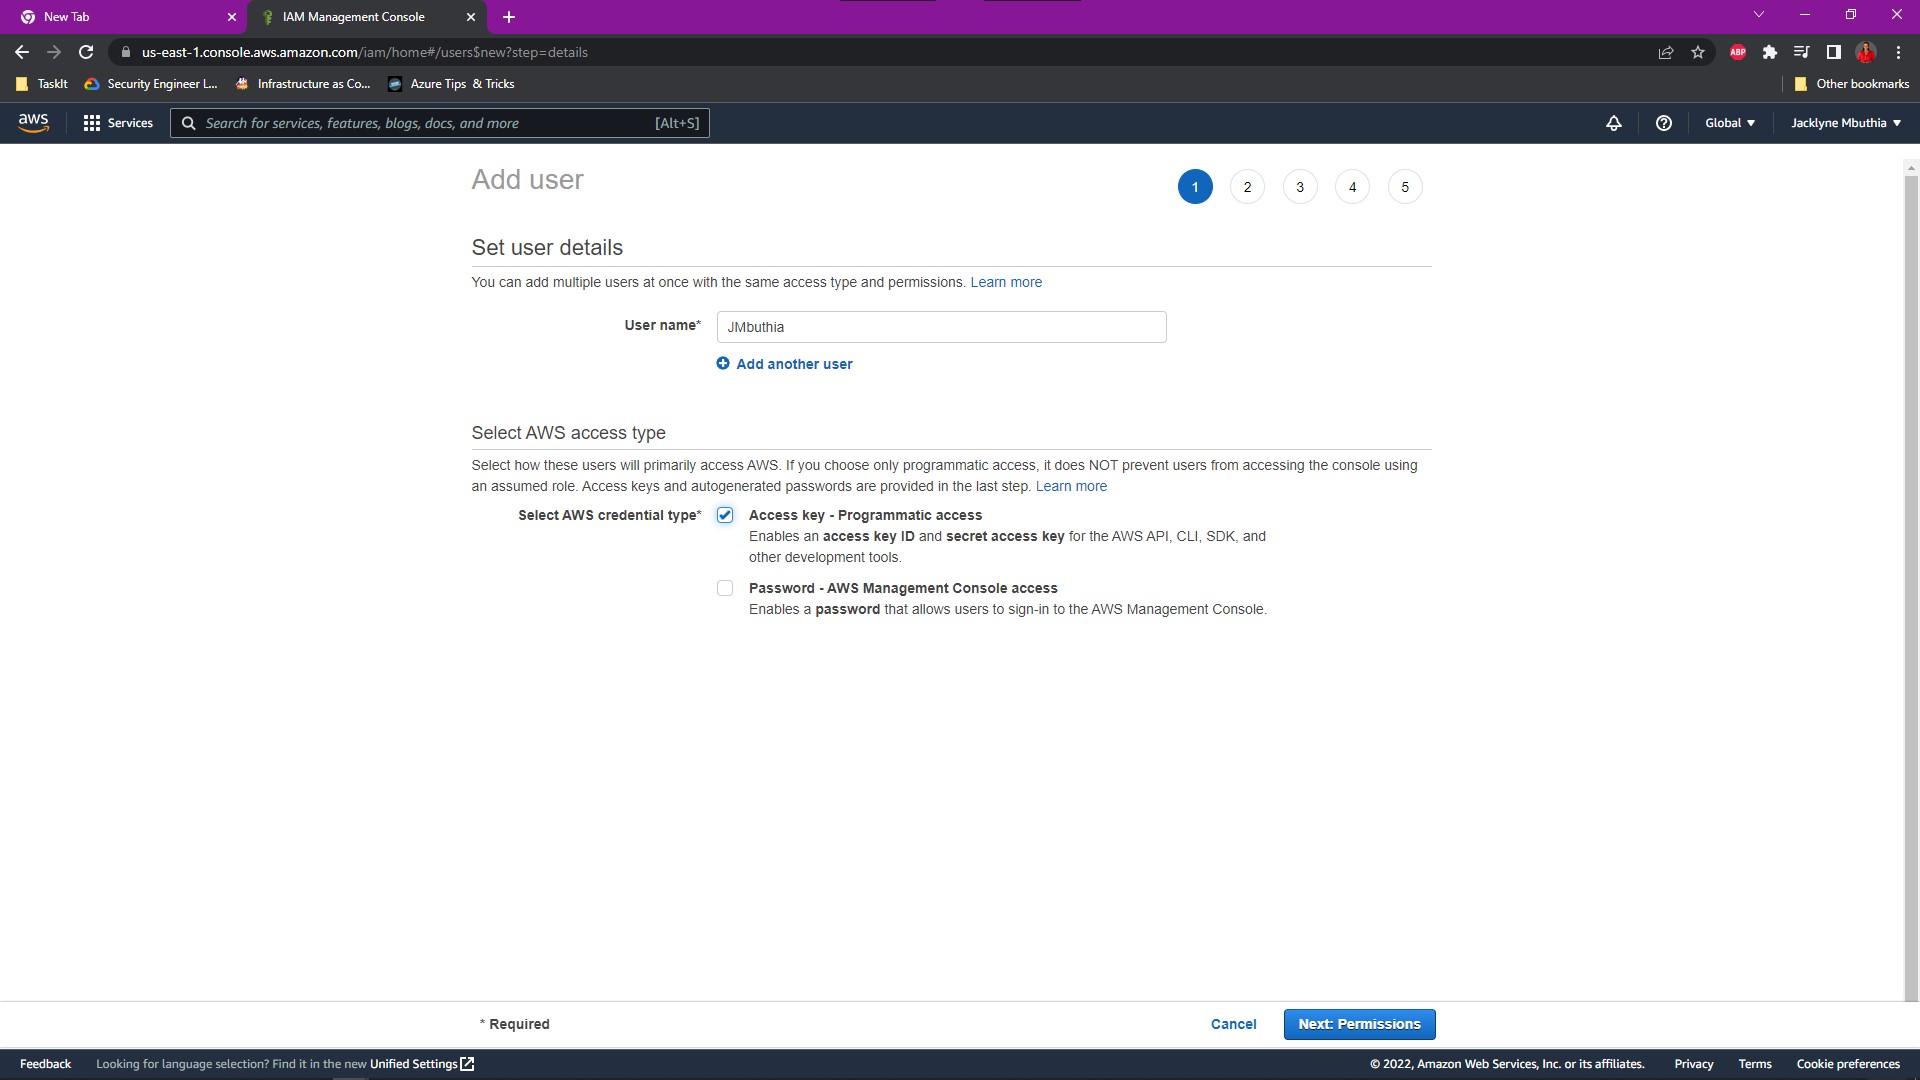 New Tab
IAM Management Console
us-east-1.console.aws.amazon.com/iam/home#/users$new?step=details
ABP
TaskIt
Security Engineer L...
Infrastructure as Co...
Azure Tips & Tricks
Other bookmarks
aws
Services
Search for services, features, blogs, docs, and more
[Alt+S]
Global
Jacklyne Mbuthia
Add user
1
2
3
4
5
Set user details
You can add multiple users at once with the same access type and permissions. Learn more
User name*
JMbuthia
Add another user
Select AWS access type
Select how these users will primarily access AWS. If you choose only programmatic access, it does NOT prevent users from accessing the console using
an assumed role. Access keys and autogenerated passwords are provided in the last step. Learn more
Select AWS credential type*
Access key - Programmatic access
Enables an access key ID and secret access key for the AWS API, CLI, SDK, and
other development tools.
Password - AWS Management Console access
Enables a password that allows users to sign-in to the AWS Management Console.
* Required
Cancel
Next: Permissions
Feedback
Looking for language selection? Find it in the new Unified Settings
© 2022, Amazon Web Services, Inc. or its affiliates.
Privacy
Terms
Cookie preferences